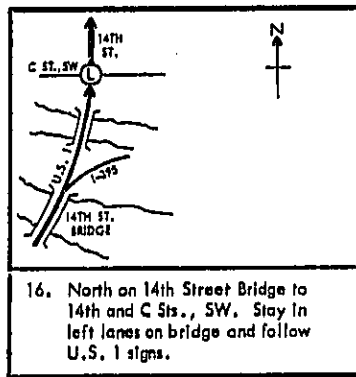 14TH
ST.
N
C ST., SW
L
U.S. 1
I-395
14TH ST.
BRIDGE
16. North on 14th Street Bridge to
14th and C Sts., SW. Stay in
left lanes on bridge and follow
U.S. 1 signs.